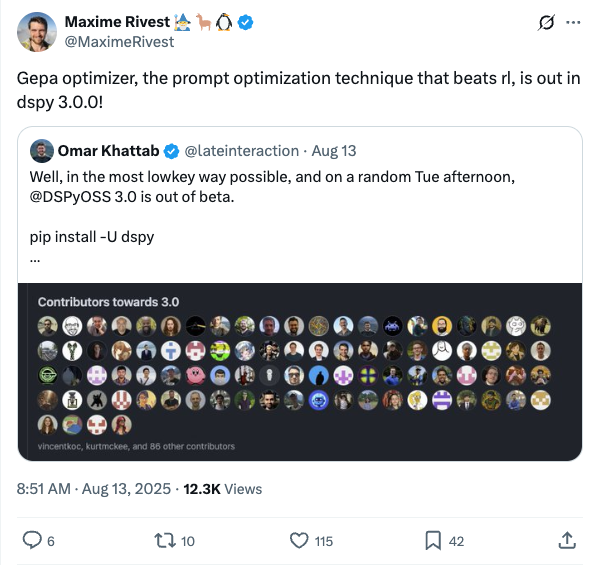 Maxime Rivest 🧙‍♂️🦙🐧
@MaximeRivest
Gepa optimizer, the prompt optimization technique that beats rl, is out in
dspy 3.0.0!
Omar Khattab @lateinteraction · Aug 13
Well, in the most lowkey way possible, and on a random Tue afternoon,
@DSPyOSS 3.0 is out of beta.
pip install -U dspy
...
Contributors towards 3.0
vincentkoc, kurtmckee, and 86 other contributors
8:51 AM · Aug 13, 2025 · 12.3K Views
6 10 115 42